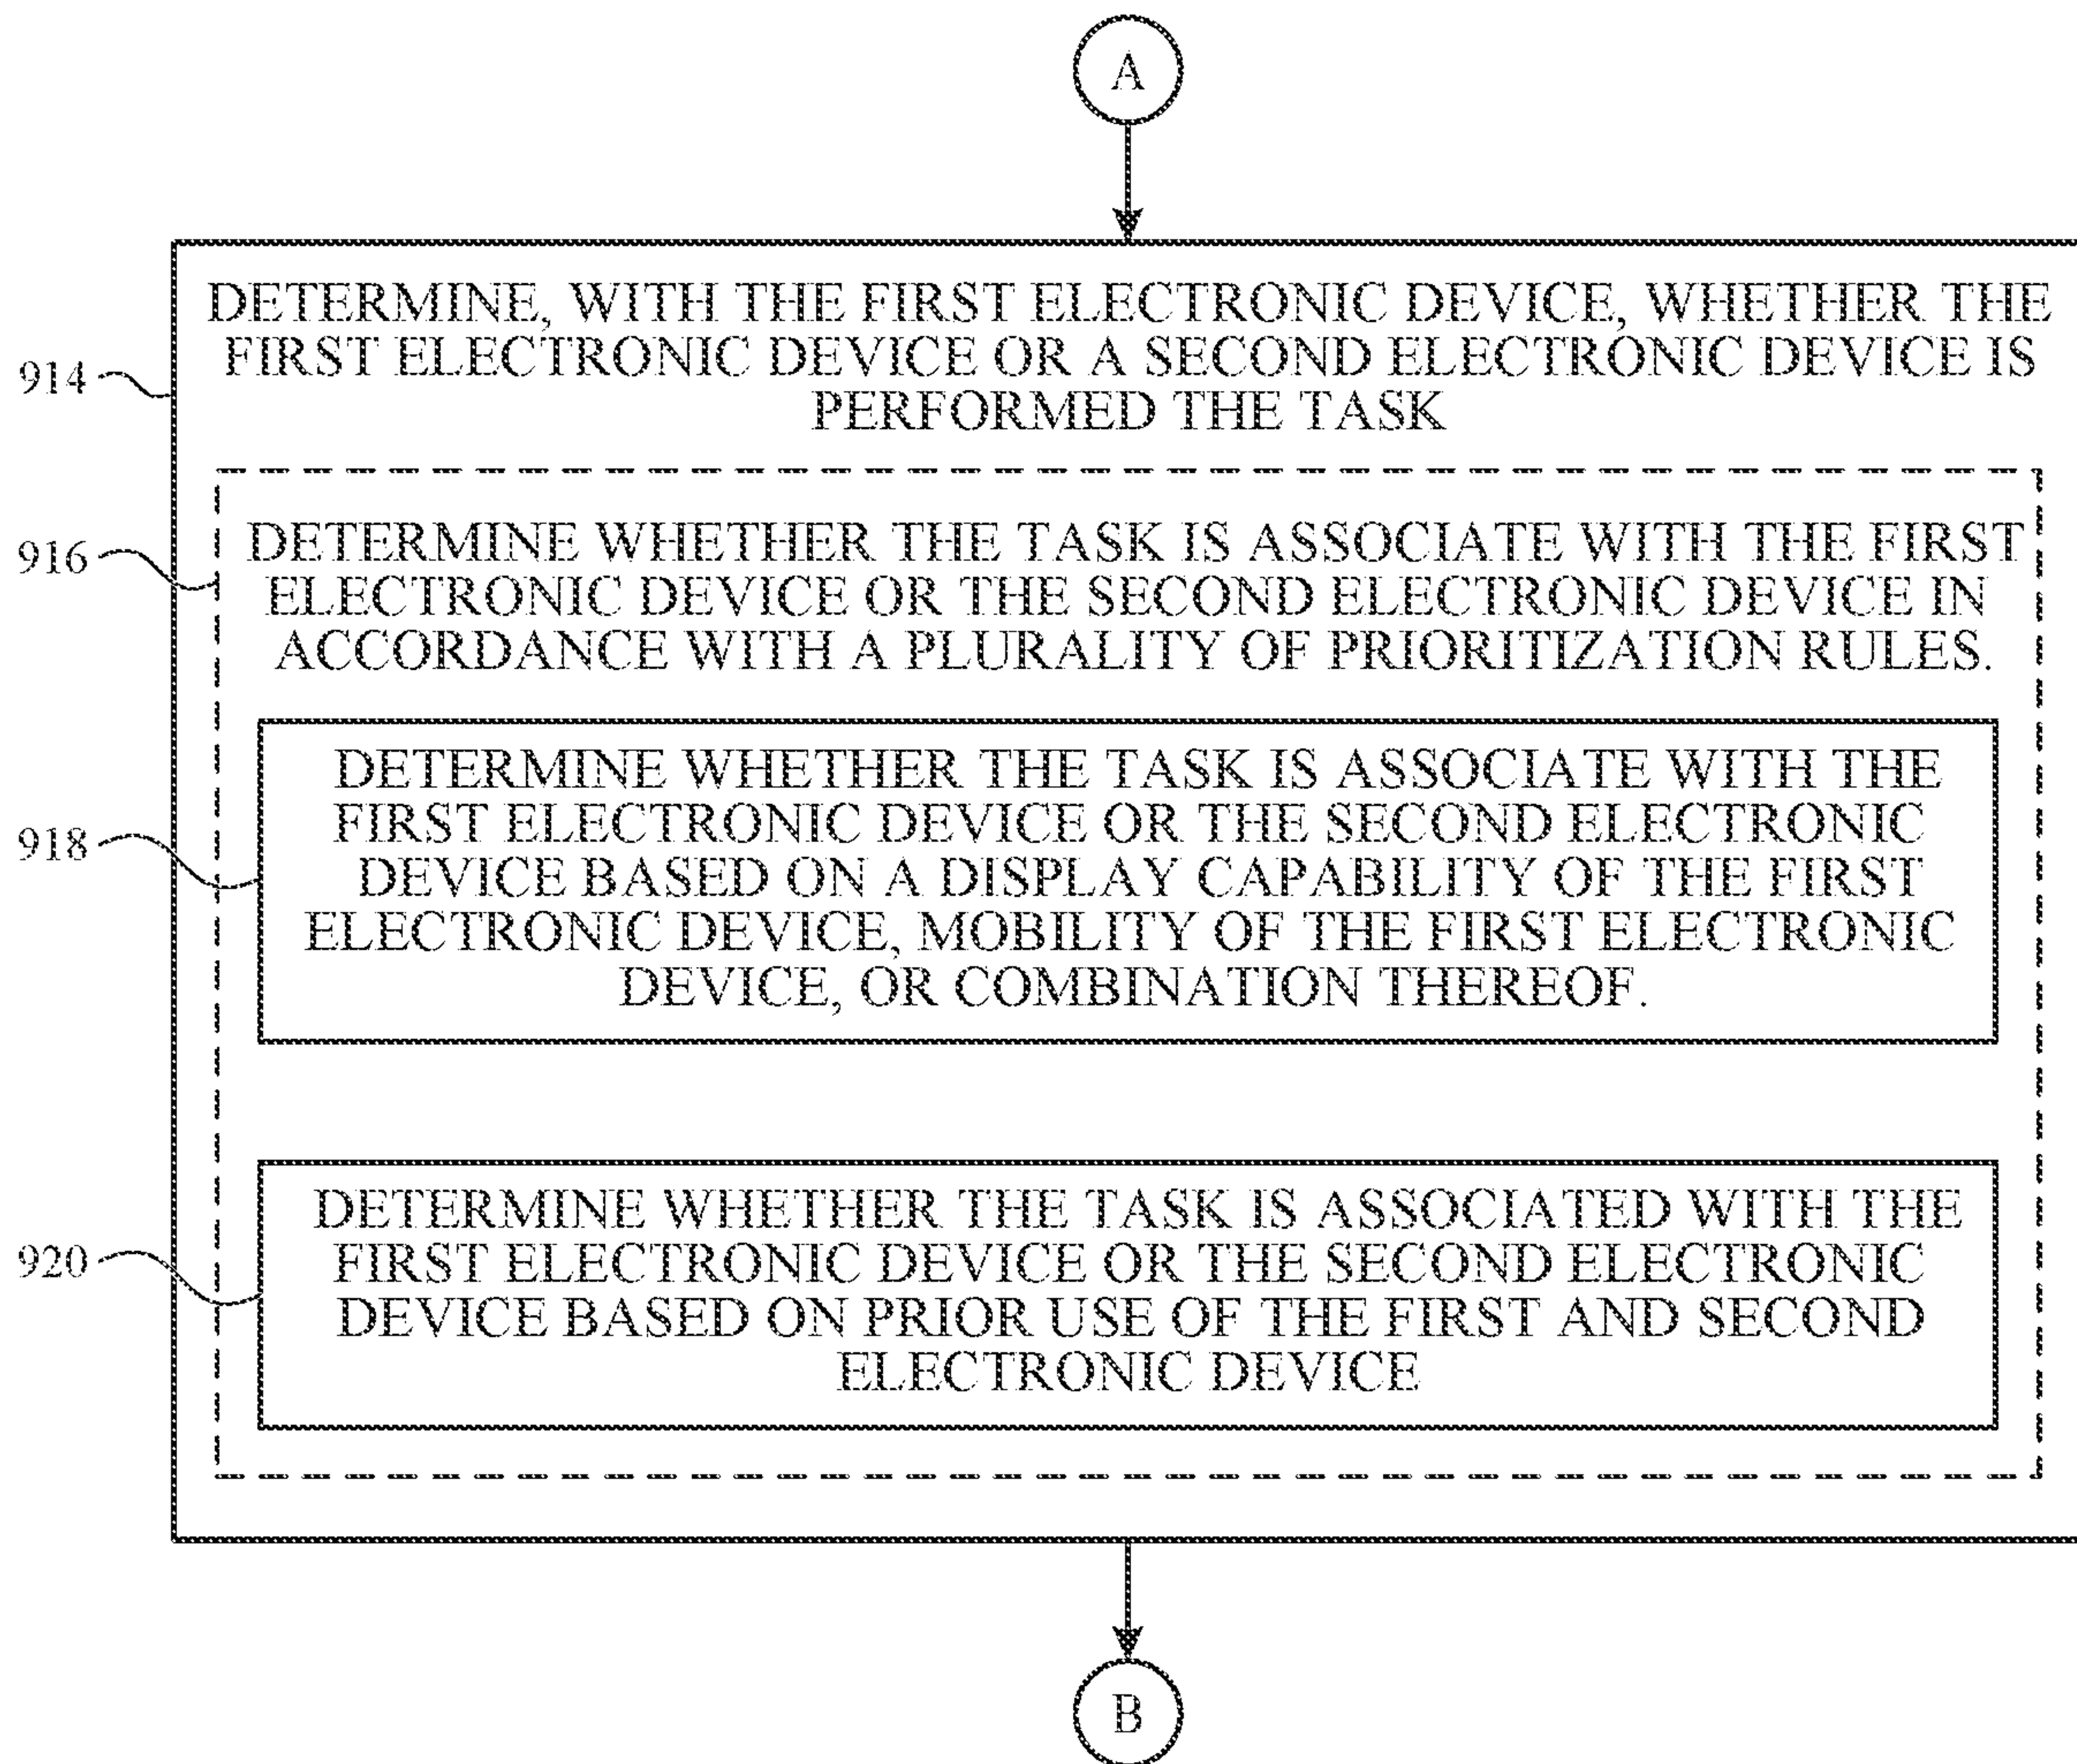 A
DETERMINE, WITH THE FIRST ELECTRONIC DEVICE, WHETHER THE
FIRST ELECTRONIC DEVICE OR A SECOND ELECTRONIC DEVICE IS
PERFORMED THE TASK
914
DETERMINE WHETHER THE TASK IS ASSOCIATE WITH THE FIRST
ELECTRONIC DEVICE OR THE SECOND ELECTRONIC DEVICE IN
ACCORDANCE WITH A PLURALITY OF PRIORITIZATION RULES.
916
DETERMINE WHETHER THE TASK IS ASSOCIATE WITH THE
FIRST ELECTRONIC DEVICE OR THE SECOND ELECTRONIC
DEVICE BASED ON A DISPLAY CAPABILITY OF THE FIRST
ELECTRONIC DEVICE, MOBILITY OF THE FIRST ELECTRONIC
DEVICE, OR COMBINATION THEREOF.
918
DETERMINE WHETHER THE TASK IS ASSOCIATED WITH THE
FIRST ELECTRONIC DEVICE OR THE SECOND ELECTRONIC
DEVICE BASED ON PRIOR USE OF THE FIRST AND SECOND
ELECTRONIC DEVICE
920
B